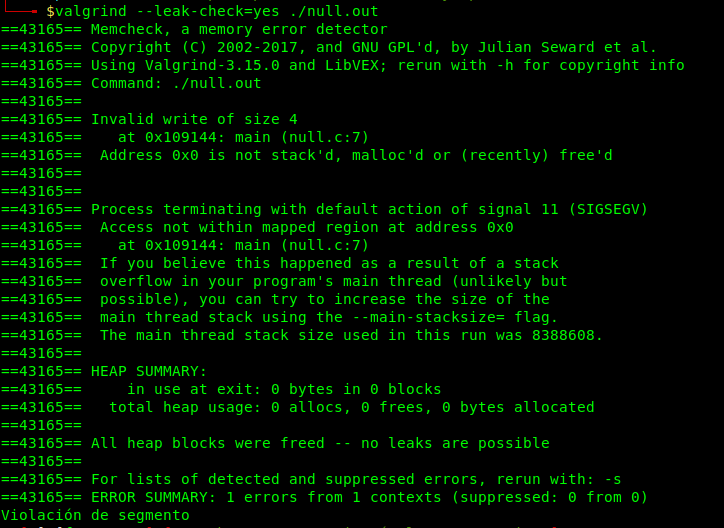 $valgrind --leak-check=yes ./null.out
==43165== Memcheck, a memory error detector
==43165== Copyright (C) 2002-2017, and GNU GPL'd, by Julian Seward et al.
==43165== Using Valgrind-3.15.0 and LibVEX; rerun with -h for copyright info
==43165== Command: ./null.out
==43165==
==43165== Invalid write of size 4
==43165==    at 0x109144: main (null.c:7)
==43165==  Address 0x0 is not stack'd, malloc'd or (recently) free'd
==43165==
==43165==
==43165== Process terminating with default action of signal 11 (SIGSEGV)
==43165==  Access not within mapped region at address 0x0
==43165==    at 0x109144: main (null.c:7)
==43165==  If you believe this happened as a result of a stack
==43165==  overflow in your program's main thread (unlikely but
==43165==  possible), you can try to increase the size of the
==43165==  main thread stack using the --main-stacksize= flag.
==43165==  The main thread stack size used in this run was 8388608.
==43165==
==43165== HEAP SUMMARY:
==43165==     in use at exit: 0 bytes in 0 blocks
==43165==   total heap usage: 0 allocs, 0 frees, 0 bytes allocated
==43165==
==43165== All heap blocks were freed -- no leaks are possible
==43165==
==43165== For lists of detected and suppressed errors, rerun with: -s
==43165== ERROR SUMMARY: 1 errors from 1 contexts (suppressed: 0 from 0)
Violación de segmento